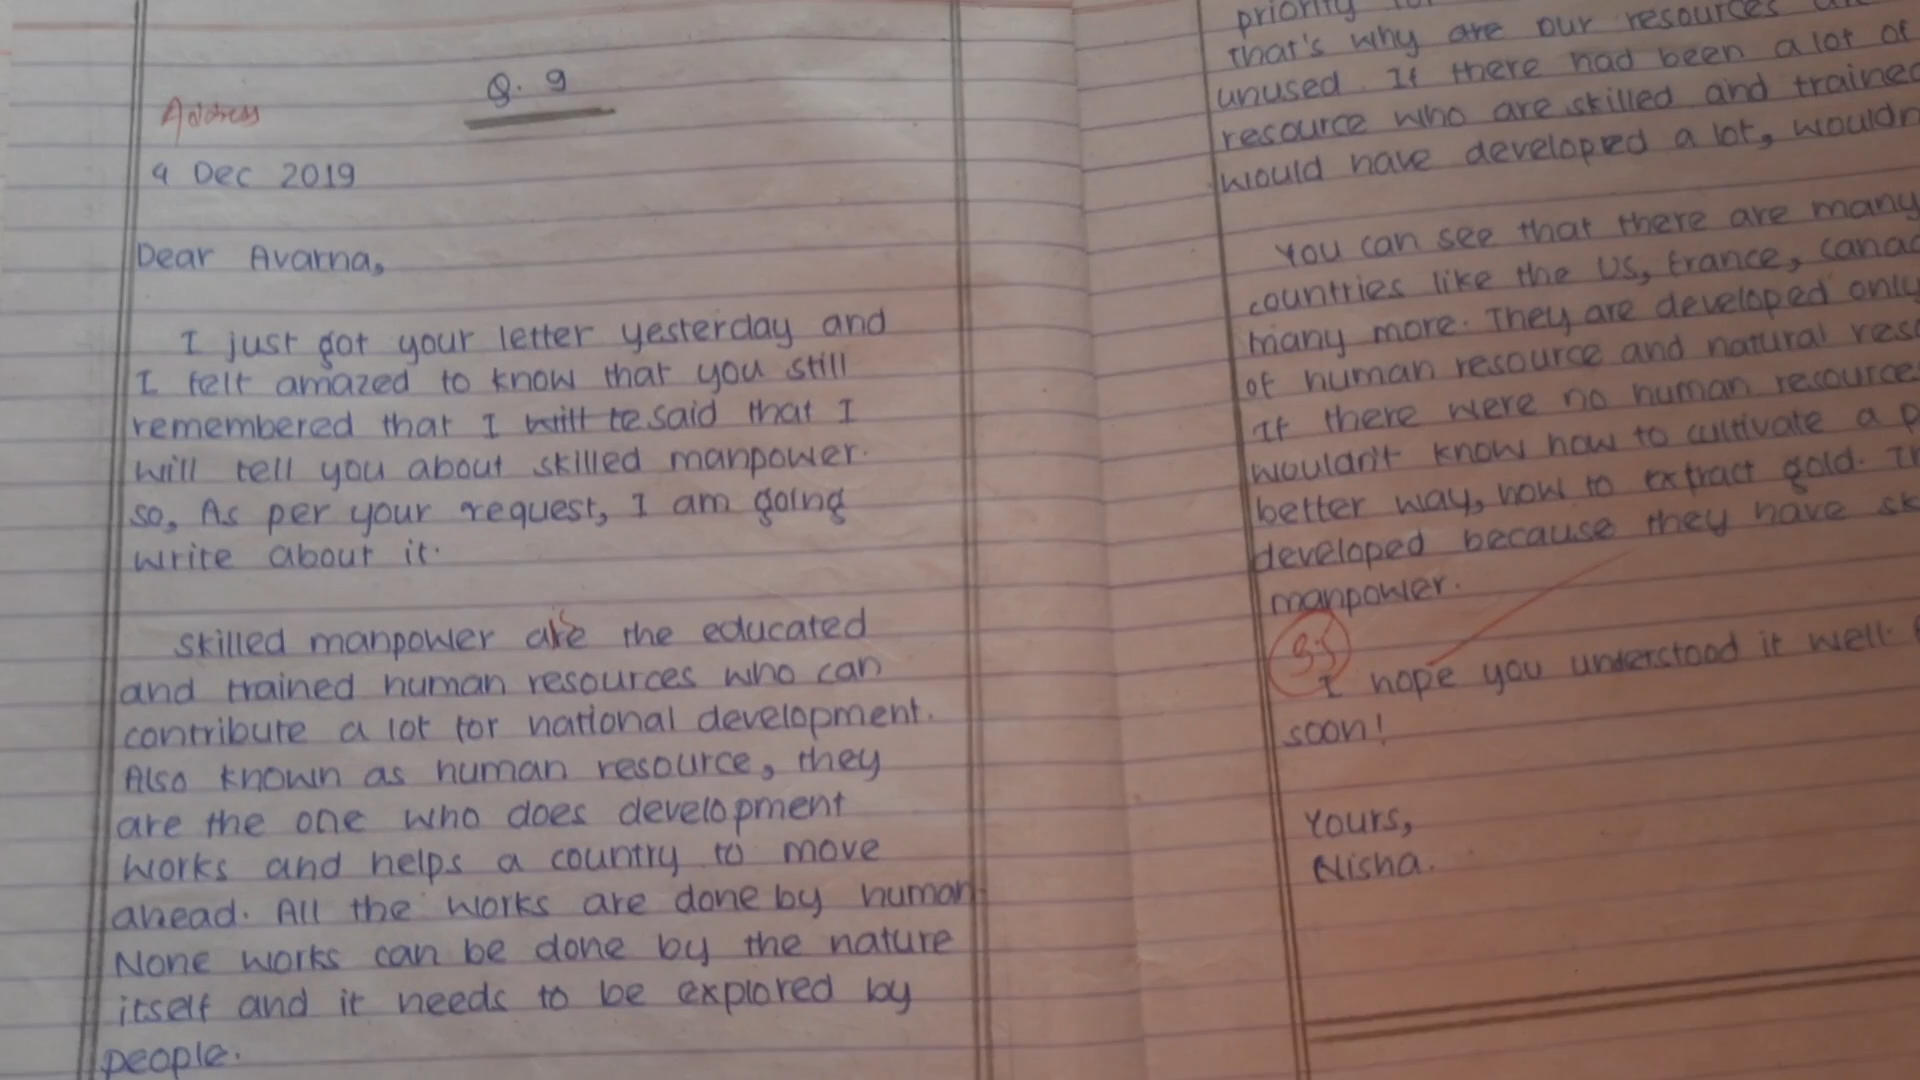 Q. 9
Address
9 Dec 2019
Dear Avarna,
I just got your letter yesterday and
I felt amazed to know that you still
remembered that I will te said that I
will tell you about skilled manpower.
so, As per your request, I am going
write about it.
skilled manpower are is the educated
and trained human resources who can
contribute a lot for national development.
Also known as human resource, they
are the one who does development
works and helps a country to move
ahead. All the works are done by human
None works can be done by the nature
itself and it needs to be explored by
people.
priority
that's why are our resources
unused. If there had been a lot of
resource who are skilled and trained
would have developed a lot,
You can see that there are many
countries like the US, france,
many more. They are developed only
of human resource and natural
If there were no human
wouldn't know how to cultivate a
better way, how to extract gold.
developed because they have
manpower.
3.5
I hope you understood it well.
soon!
Yours,
Nisha.